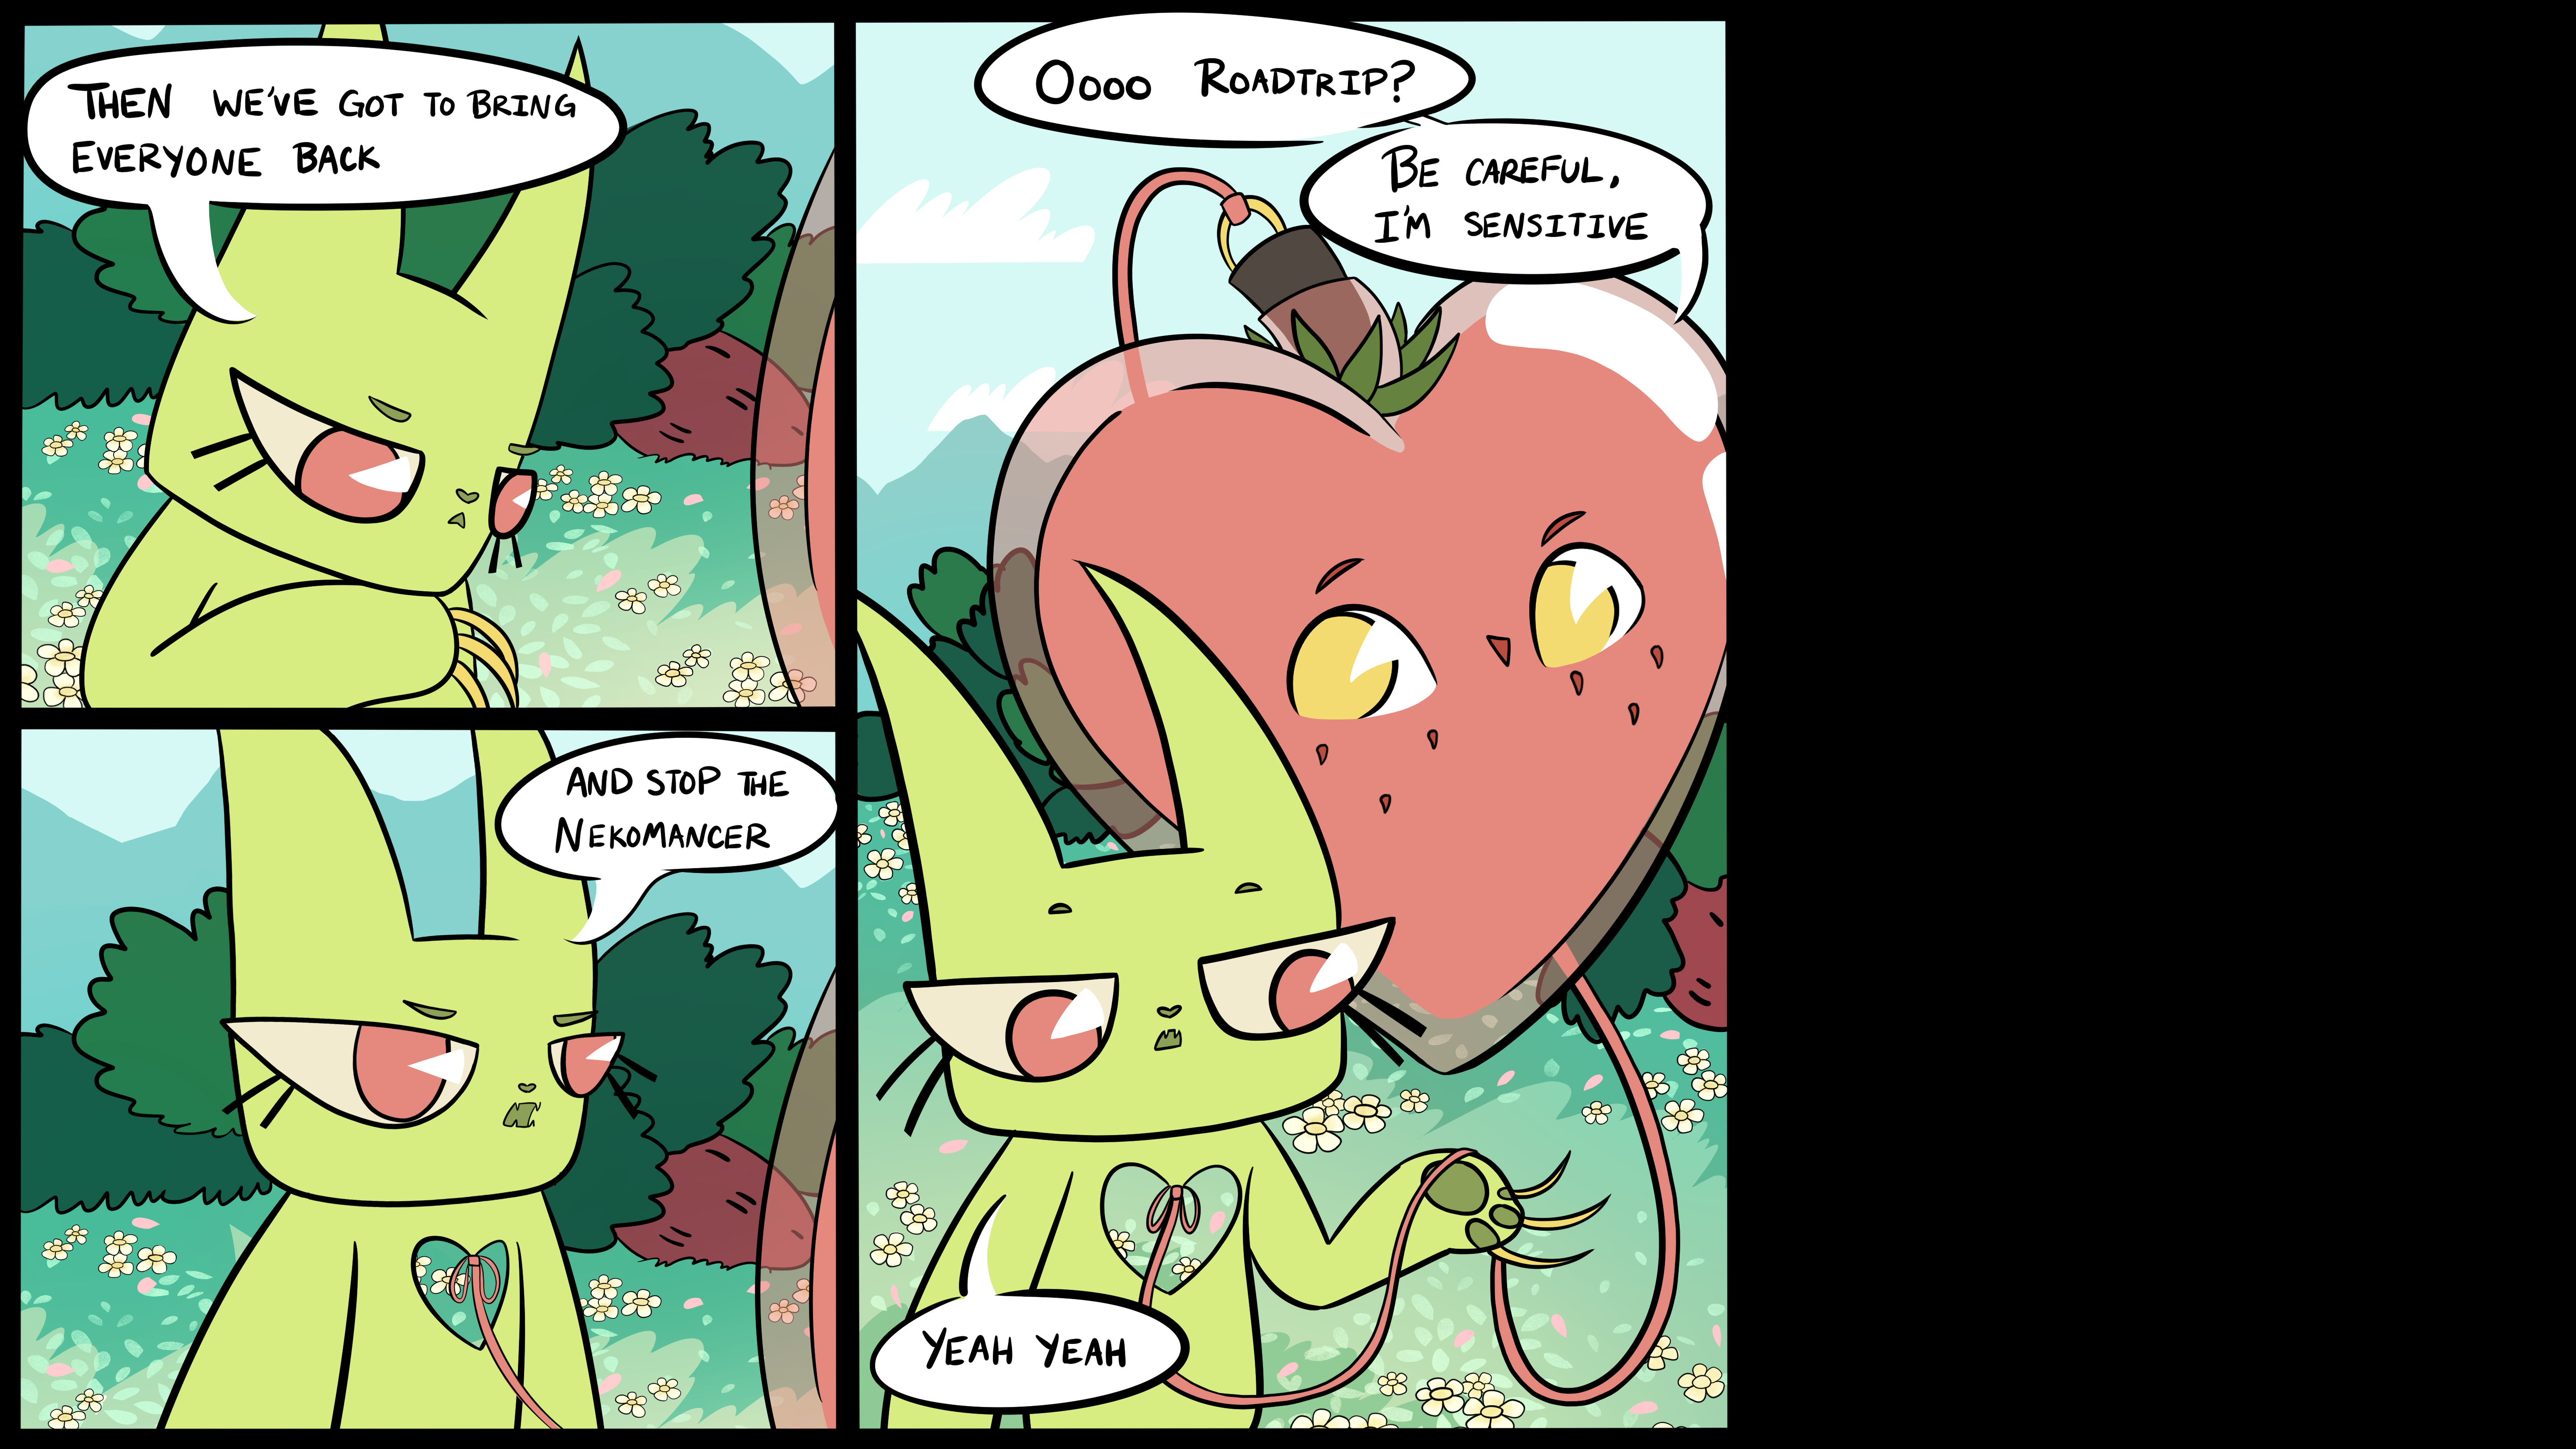 THEN WE'VE GOT TO BRING
EVERYONE BACK
AND STOP THE
NEKOMANCER
OOOO ROADTRIP?
BE CAREFUL,
I'M SENSITIVE
YEAH YEAH